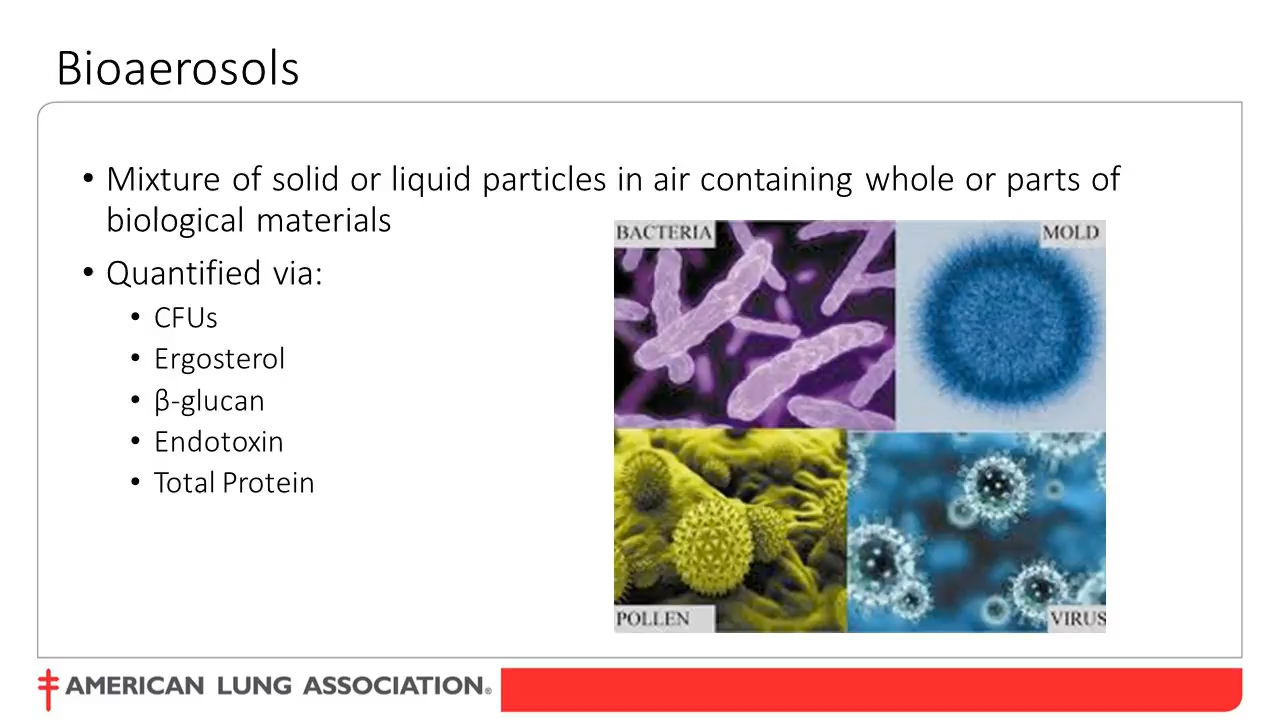 Bioaerosols
• Mixture of solid or liquid particles in air containing whole or parts of
biological materials
• Quantified via:
• CFUs
• Ergosterol
• β-glucan
• Endotoxin
• Total Protein
BACTERIA
MOLD
POLLEN
VIRUS
AMERICAN LUNG ASSOCIATION®